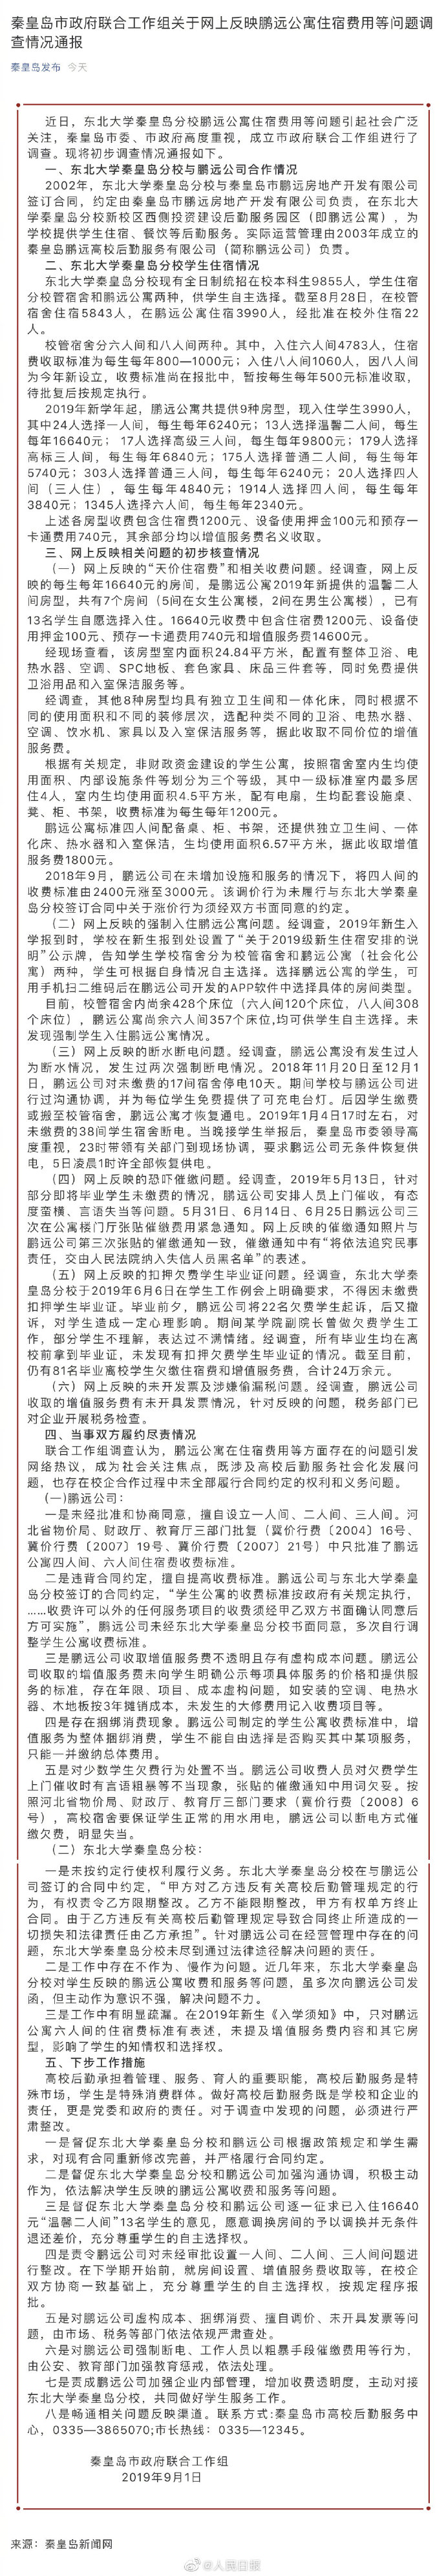 秦皇岛市政府联合工作组关于网上反映鹏远公寓住宿费用等问题调
查情况通报
秦皇岛发布 今天
近日，东北大学秦皇岛分校鹏远公寓住宿费用等问题引起社会广泛
关注，秦皇岛市委、市政府高度重视，成立市政府联合工作组进行了
调查。现将初步调查情况通报如下。
一、东北大学秦皇岛分校与鹏远公司合作情况
2002年，东北大学秦皇岛分校与秦皇岛市鹏远房地产开发有限公司
签订合同，约定由秦皇岛市鹏远房地产开发有限公司负责，在东北大
学秦皇岛分校新校区西侧投资建设后勤服务园区（即鹏远公寓），为
学校提供学生住宿、餐饮等后勤服务。实际运营管理由2003年成立的
秦皇岛鹏远高校后勤服务有限公司（简称鹏远公司）负责。
二、东北大学秦皇岛分校学生住宿情况
东北大学秦皇岛分校现有全日制统招在校本科生9855人，学生住宿
分校管宿舍和鹏远公寓两种，供学生自主选择。截至8月28日，在校管
宿舍住宿5843人，在鹏远公寓住宿3990人，经批准在校外住宿22
人。
校管宿舍分六人间和八人间两种。其中，入住六人间4783人，住宿
费收取标准为每生每年800—1000元；入住八人间1060人，因八人间
为今年新设立，收费标准尚在报批中，暂按每生每年500元标准收取，
待批复后按规定执行。
2019年新学年起，鹏远公寓共提供9种房型，现入住学生3990人，
其中24人选择一人间，每生每年6240元；13人选择温馨二人间，每生
每年16640元；17人选择高级三人间，每生每年9800元；179人选择
高标三人间，每生每年6840元；175人选择普通二人间，每生每年
5740元；303人选择普通三人间，每生每年6240元；20人选择四人
间（三人住），每生每年4840元；1914人选择四人间，每生每年
3840元；1345人选择六人间，每生每年2340元。
上述各房型收费包含住宿费1200元、设备使用押金100元和预存一
卡通费用740元，其余部分均以增值服务费名义收取。
三、网上反映相关问题的初步核查情况
（一）网上反映的“天价住宿费”和相关收费问题。经调查，网上反
映的每生每年16640元的房间，是鹏远公寓2019年新提供的温馨二人
间房型，共有7个房间（5间在女生公寓楼，2间在男生公寓楼），已有
13名学生自愿选择入住。16640元收费中包含住宿费1200元、设备使
用押金100元、预存一卡通费用740元和增值服务费14600元。
经现场查看，该房型室内面积24.84平方米，配置有整体卫浴、电
热水器、空调、SPC地板、套色家具、床品三件套等，同时免费提供
卫浴用品和入室保洁服务等。
经调查，其他8种房型均具有独立卫生间和一体化床，同时根据不
同的使用面积和不同的装修层次，选配种类不同的卫浴、电热水器、
空调、饮水机、家具以及入室保洁服务等，据此收取不同价位的增值
服务费。
根据有关规定，非财政资金建设的学生公寓，按照宿舍室内生均使
用面积、内部设施条件等划分为三个等级，其中一级标准室内最多居
住4人，室内生均使用面积4.5平方米，配有电扇，生均配套设施桌、
凳、柜、书架，收费标准为每生每年1200元。
鹏远公寓标准四人间配备桌、柜、书架，还提供独立卫生间、一体
化床、热水器和入室保洁，生均使用面积6.57平方米，据此收取增值
服务费1800元。
2018年9月，鹏远公司在未增加设施和服务的情况下，将四人间的
收费标准由2400元涨至3000元。该调价行为未履行与东北大学秦皇
岛分校签订合同中关于涨价行为须经双方书面同意的约定。
（二）网上反映的强制入住鹏远公寓问题。经调查，2019年新生入
学报到时，学校在新生报到处设置了“关于2019级新生住宿安排的说
明”公示牌，告知学生学校宿舍分为校管宿舍和鹏远公寓（社会化公
寓）两种，学生可根据自身情况自主选择。选择鹏远公寓的学生，可
用手机扫二维码后在鹏远公司开发的APP软件中选择具体的房间类型。
目前，校管宿舍内尚余428个床位（六人间120个床位，八人间308
个床位），鹏远公寓尚余六人间357个床位,均可供学生自主选择。未
发现强制学生入住鹏远公寓情况。
（三）网上反映的断水断电问题。经调查，鹏远公寓没有发生过人
为断水情况，发生过两次强制断电情况。2018年11月20日至12月1
日，鹏远公司对未缴费的17间宿舍停电10天。期间学校与鹏远公司进
行过沟通协调，并为每位学生免费提供了可充电台灯。后因学生缴费
或搬至校管宿舍，鹏远公寓才恢复通电。2019年1月4日17时左右，对
未缴费的38间学生宿舍断电。当晚接学生举报后，秦皇岛市委领导高
度重视，23时带领有关部门到现场协调，要求鹏远公司无条件恢复供
电，5日凌晨1时许全部恢复供电。
（四）网上反映的恐吓催缴问题。经调查，2019年5月13日，针对
部分即将毕业学生未缴费的情况，鹏远公司安排人员上门催收，有态
度蛮横、言语失当等问题。5月31日、6月14日、6月25日鹏远公司三
次在公寓楼门厅张贴催缴费用紧急通知。网上反映的催缴通知照片与
鹏远公司第三次张贴的催缴通知一致，催缴通知中有“将依法追究民事
责任，交由人民法院纳入失信人员黑名单”的表述。
（五）网上反映的扣押欠费学生毕业证问题。经调查，东北大学秦
皇岛分校于2019年6月6日在学生工作例会上明确要求，不得因未缴费
扣押学生毕业证。毕业前夕，鹏远公司将22名欠费学生起诉，后又撤
诉，对学生造成一定心理影响。期间某学院副院长曾做欠费学生工
作，部分学生不理解，表达过不满情绪。经调查，所有毕业生均在离
校前拿到毕业证，未发现有扣押欠费学生毕业证的情况。截至目前，
仍有81名毕业离校学生欠缴住宿费和增值服务费，合计24万余元。
（六）网上反映的未开发票及涉嫌偷漏税问题。经调查，鹏远公司
收取的增值服务费有未开具发票情况，针对反映的问题，税务部门已
对企业开展税务检查。
四、当事双方履约尽责情况
联合工作组调查认为，鹏远公寓在住宿费用等方面存在的问题引发
网络热议，成为社会关注焦点，既涉及高校后勤服务社会化发展问
题，也存在校企合作过程中未全部履行合同约定的权利和义务问题。
(一)鹏远公司：
一是未经批准和协商同意，擅自设立一人间、二人间、三人间。河
北省物价局、财政厅、教育厅三部门批复（冀价行费〔2004〕16号、
冀价行费〔2007〕19号、冀价行费〔2007〕21号）中只批准了鹏远
公寓四人间、六人间住宿费收费标准。
二是违背合同约定，擅自提高收费标准。鹏远公司与东北大学秦皇
岛分校签订的合同约定，“学生公寓的收费标准按政府有关规定执行，
……收费许可以外的任何服务项目的收费须经甲乙双方书面确认同意后
方可实施”，鹏远公司未经东北大学秦皇岛分校书面同意，多次自行调
整学生公寓收费标准。
三是鹏远公司收取增值服务费不透明且存有虚构成本问题。鹏远公
司收取的增值服务费未向学生明确公示每项具体服务的价格和提供服
务的标准，存在年限、项目、成本虚构问题，如安装的空调、电热水
器、木地板按3年摊销成本，未发生的大修费用记入收费项目等。
四是存在捆绑消费现象。鹏远公司制定的学生公寓收费标准中，增
值服务为整体捆绑消费，学生不能自由选择是否购买其中某项服务，
只能一并缴纳总体费用。
五是对少数学生欠费行为处置不当。鹏远公司收费人员对欠费学生
上门催收时有言语粗暴等不当现象，张贴的催缴通知中用词欠妥。按
照河北省物价局、财政厅、教育厅三部门要求（冀价行费〔2008〕6
号），高校宿舍要保证学生正常的用水用电，鹏远公司以断电方式催
缴欠费，明显失当。
（二）东北大学秦皇岛分校：
一是未按约定行使权利履行义务。东北大学秦皇岛分校在与鹏远公
司签订的合同中约定，“甲方对乙方违反有关高校后勤管理规定的行
为，有权责令乙方限期整改。乙方不能限期整改，甲方有权单方终止
合同。由于乙方违反有关高校后勤管理规定导致合同终止所造成的一
切损失和法律责任由乙方承担”。针对鹏远公司在经营管理中存在的问
题，东北大学秦皇岛分校未尽到通过法律途径解决问题的责任。
二是工作中存在不作为、慢作为问题。近几年来，东北大学秦皇岛
分校对学生反映的鹏远公寓收费和服务等问题，虽多次向鹏远公司发
函，但主动作为意识不强，解决问题不力。
三是工作中有明显疏漏。在2019年新生《入学须知》中，只对鹏远
公寓六人间的住宿费标准有表述，未提及增值服务费内容和其它房
型，影响了学生的知情权和选择权。
五、下步工作措施
高校后勤承担着管理、服务、育人的重要职能，高校后勤服务是特
殊市场，学生是特殊消费群体。做好高校后勤服务既是学校和企业的
责任，更是党委和政府的责任。对于调查中发现的问题，必须进行严
肃整改。
一是督促东北大学秦皇岛分校和鹏远公司根据政策规定和学生需
求，对现有合同重新修改完善，并严格履行合同约定。
二是督促东北大学秦皇岛分校和鹏远公司加强沟通协调，积极主动
作为，依法解决学生反映的鹏远公寓收费和服务等问题。
三是督促东北大学秦皇岛分校和鹏远公司逐一征求已入住16640
元“温馨二人间”13名学生的意见，愿意调换房间的予以调换并无条件
退还差价，充分尊重学生的自主选择权。
四是责令鹏远公司对未经审批设置一人间、二人间、三人间问题进
行整改。在下学期开始前，就房间设置、增值服务费收取等，在校企
双方协商一致基础上，充分尊重学生的自主选择权，按规定程序报
批。
五是对鹏远公司虚构成本、捆绑消费、擅自调价、未开具发票等问
题，由市场、税务等部门依法依规严肃查处。
六是对鹏远公司强制断电、工作人员以粗暴手段催缴费用等行为，
由公安、教育部门加强教育惩戒，依法处理。
七是责成鹏远公司加强企业内部管理，增加收费透明度，主动对接
东北大学秦皇岛分校，共同做好学生服务工作。
八是畅通相关问题反映渠道。联系方式:秦皇岛市高校后勤服务中
心，0335—3865070;市长热线：0335—12345。
秦皇岛市政府联合工作组
2019年9月1日
来源：秦皇岛新闻网
@人民日报